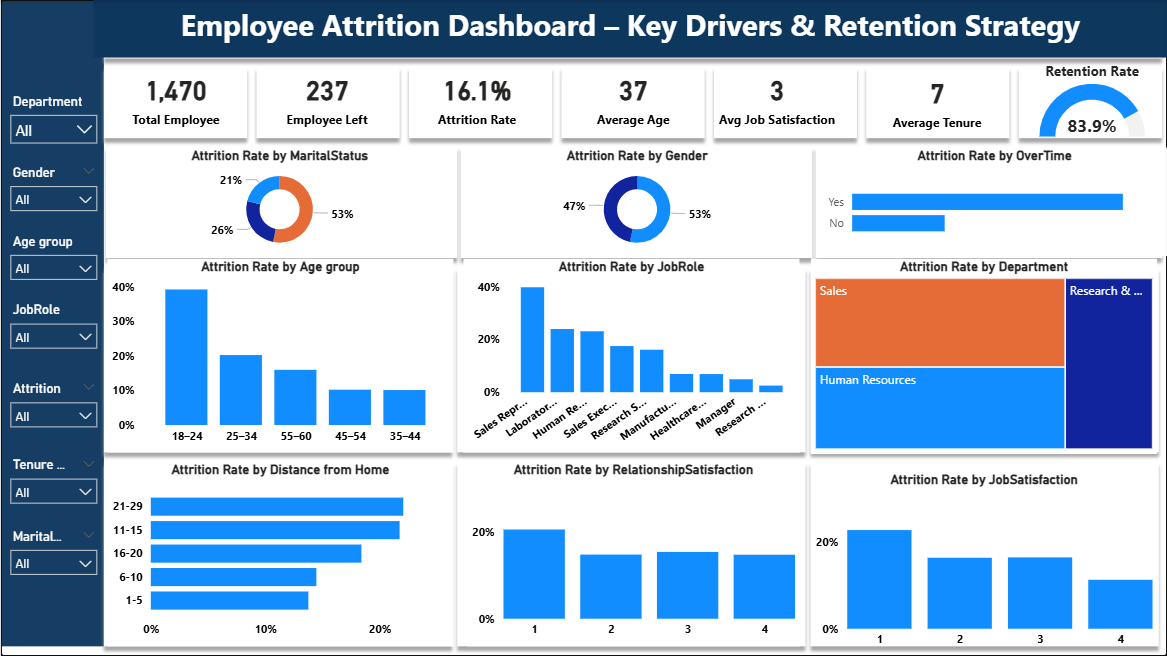 Employee Attrition Dashboard – Key Drivers & Retention Strategy
Department
All
Gender
All
Age group
All
JobRole
All
Attrition
All
Tenure ...
All
Marital...
All
1,470
Total Employee
237
Employee Left
16.1%
Attrition Rate
37
Average Age
3
Avg Job Satisfaction
7
Average Tenure
Retention Rate
83.9%
Attrition Rate by MaritalStatus
21%
26%
53%
Attrition Rate by Gender
47%
53%
Attrition Rate by OverTime
Yes
No
Attrition Rate by Age group
40%
30%
20%
10%
0%
18–24 25–34 55–60 45–54 35–44
Attrition Rate by JobRole
40%
20%
0%
Sales Repr...
Laborator...
Human Re...
Sales Exec...
Research S...
Manufactu...
Healthcare...
Manager
Research ...
Attrition Rate by Department
Sales
Research & ...
Human Resources
Attrition Rate by Distance from Home
21-29
11-15
16-20
6-10
1-5
0% 10% 20%
Attrition Rate by RelationshipSatisfaction
20%
0%
1 2 3 4
Attrition Rate by JobSatisfaction
20%
0%
1 2 3 4